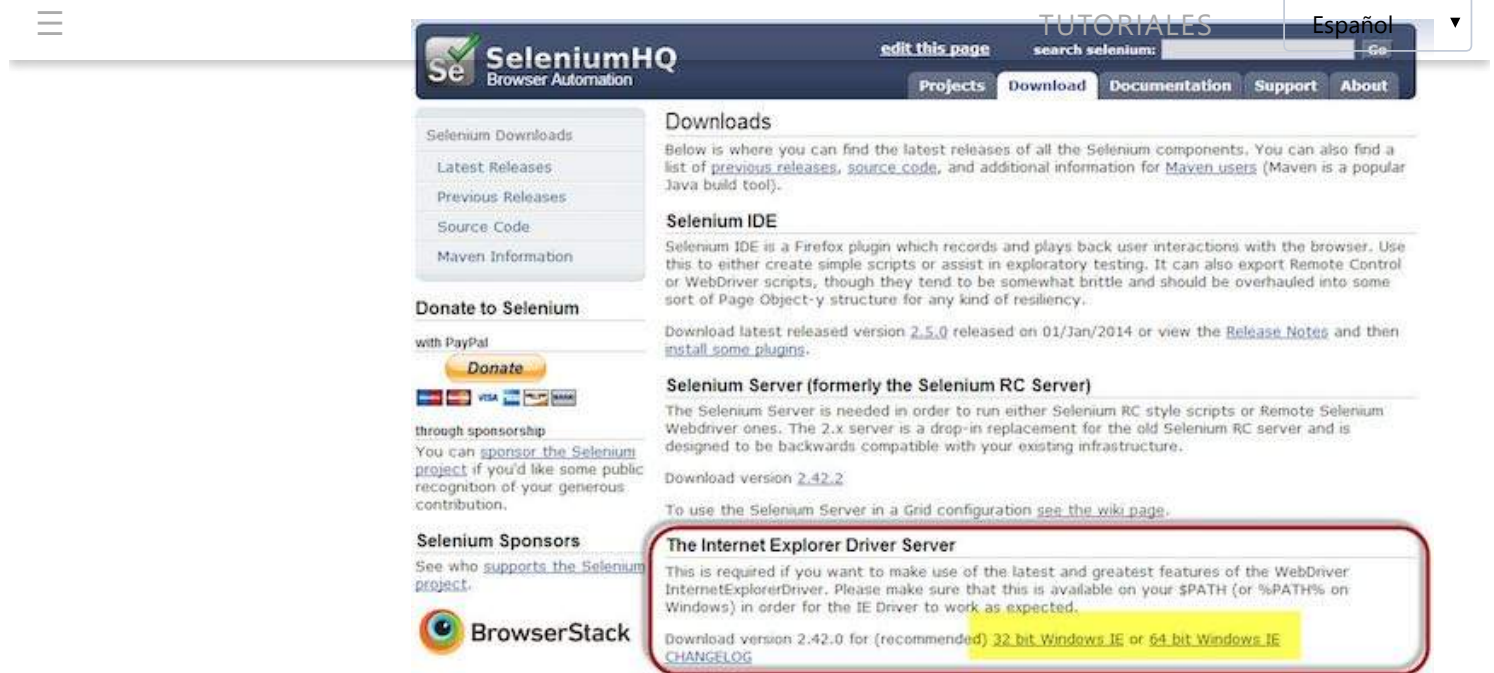 TUTORIALES
Español
SeleniumHQ
Browser Automation
Se
edit this page
search selenium:
Go
Projects
Download
Documentation
Support
About
Selenium Downloads
Latest Releases
Previous Releases
Source Code
Maven Information
Donate to Selenium
with PayPal
Donate
VISA
through sponsorship
You can sponsor the Selenium
project if you'd like some public
recognition of your generous
contribution.
Selenium Sponsors
See who supports the Selenium
project.
BrowserStack
Downloads
Below is where you can find the latest releases of all the Selenium components. You can also find a
list of previous releases, source code, and additional information for Maven users (Maven is a popular
Java build tool).
Selenium IDE
Selenium IDE is a Firefox plugin which records and plays back user interactions with the browser. Use
this to either create simple scripts or assist in exploratory testing. It can also export Remote Control
or WebDriver scripts, though they tend to be somewhat brittle and should be overhauled into some
sort of Page Object-y structure for any kind of resiliency.
Download latest released version 2.5.0 released on 01/Jan/2014 or view the Release Notes and then
install some plugins.
Selenium Server (formerly the Selenium RC Server)
The Selenium Server is needed in order to run either Selenium RC style scripts or Remote Selenium
Webdriver ones. The 2.x server is a drop-in replacement for the old Selenium RC server and is
designed to be backwards compatible with your existing infrastructure.
Download version 2.42.2
To use the Selenium Server in a Grid configuration see the wiki page.
The Internet Explorer Driver Server
This is required if you want to make use of the latest and greatest features of the WebDriver
InternetExplorerDriver. Please make sure that this is available on your $PATH (or %PATH% on
Windows) in order for the IE Driver to work as expected.
Download version 2.42.0 for (recommended) 32 bit Windows IE or 64 bit Windows IE
CHANGELOG